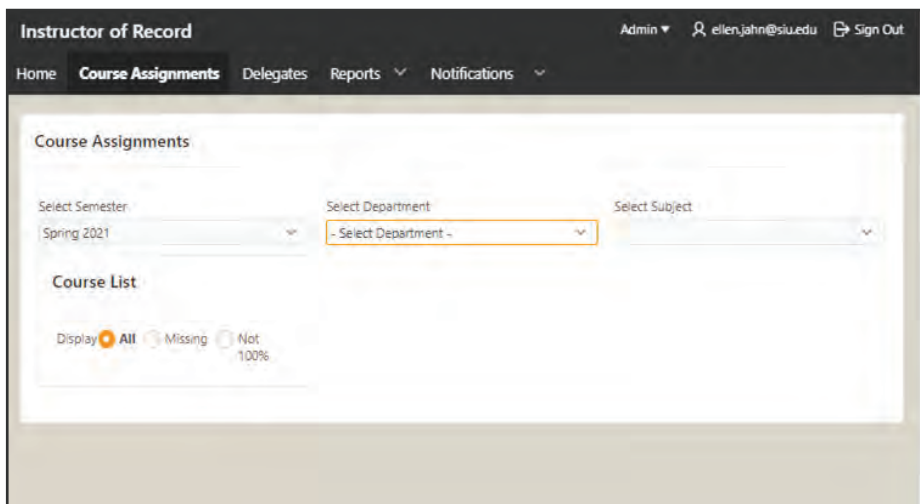 Instructor of Record
Admin ellen.jahn@siu.edu Sign Out
Home Course Assignments Delegates Reports Notifications
Course Assignments
Select Semester Select Department Select Subject
Spring 2021 - Select Department -
Course List
Display All Missing Not
100%